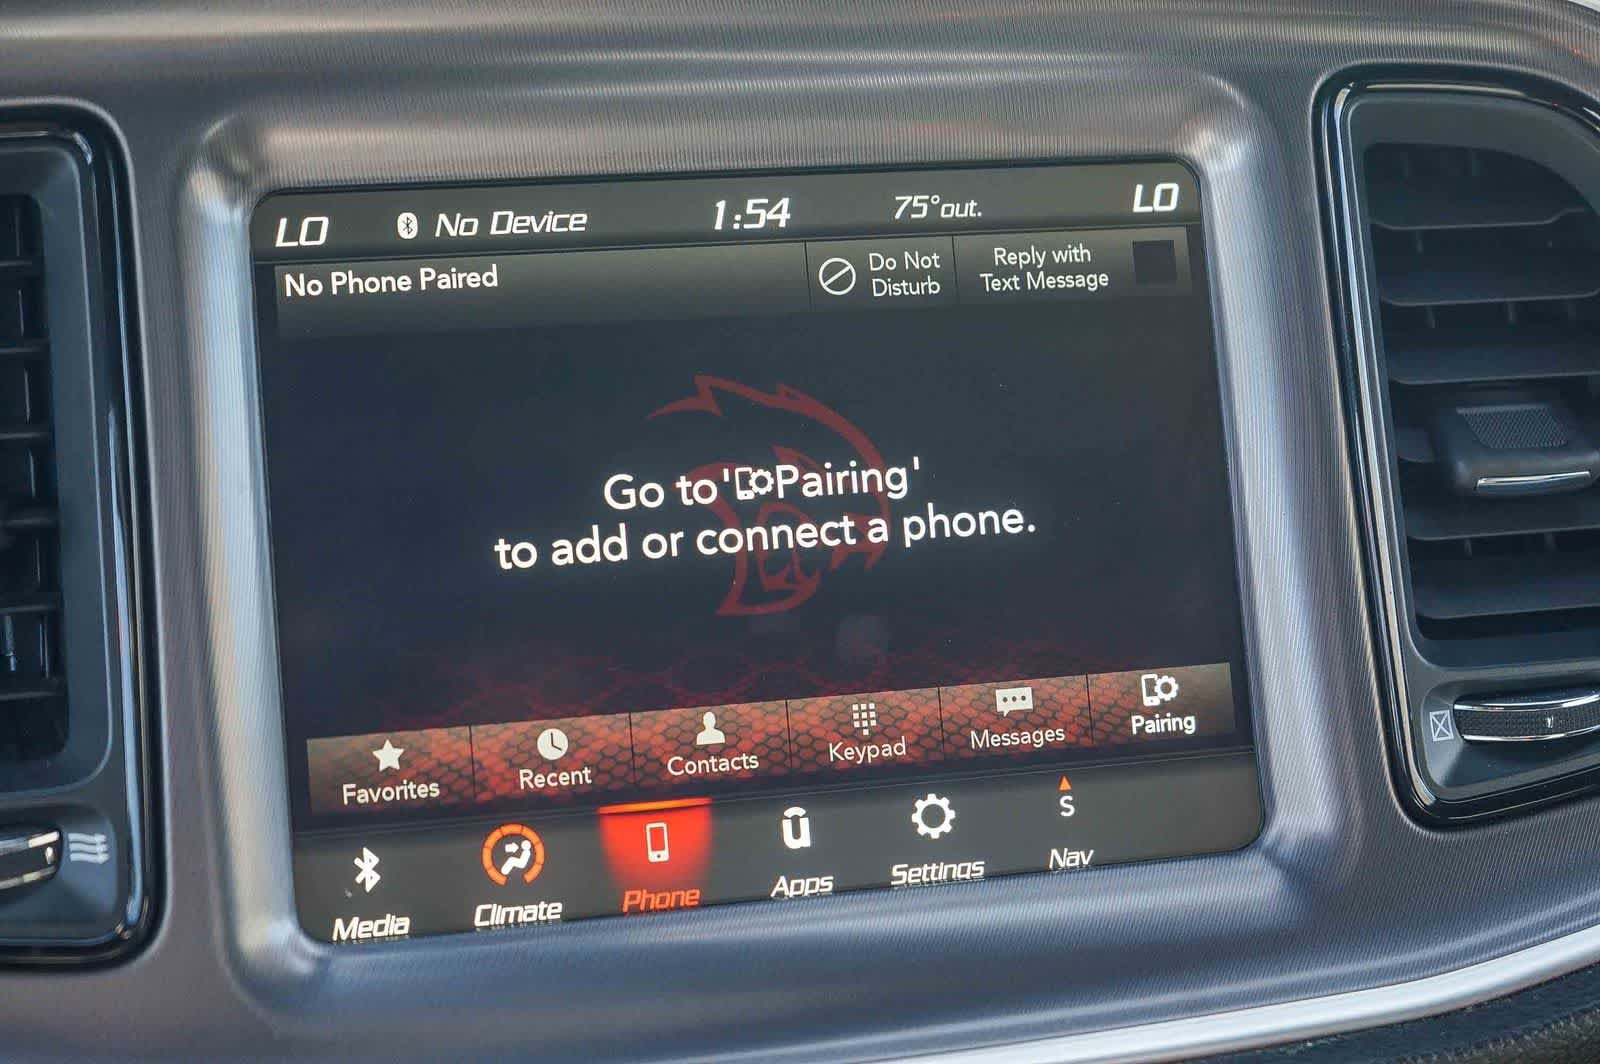 LO No Device 1:54 75°out. LO
No Phone Paired
Do Not
Disturb
Reply with
Text Message
Go to 'Pairing'
to add or connect a phone.
Favorites Recent Contacts Keypad Messages Pairing
S
Media Climate Phone Apps Settings Nav